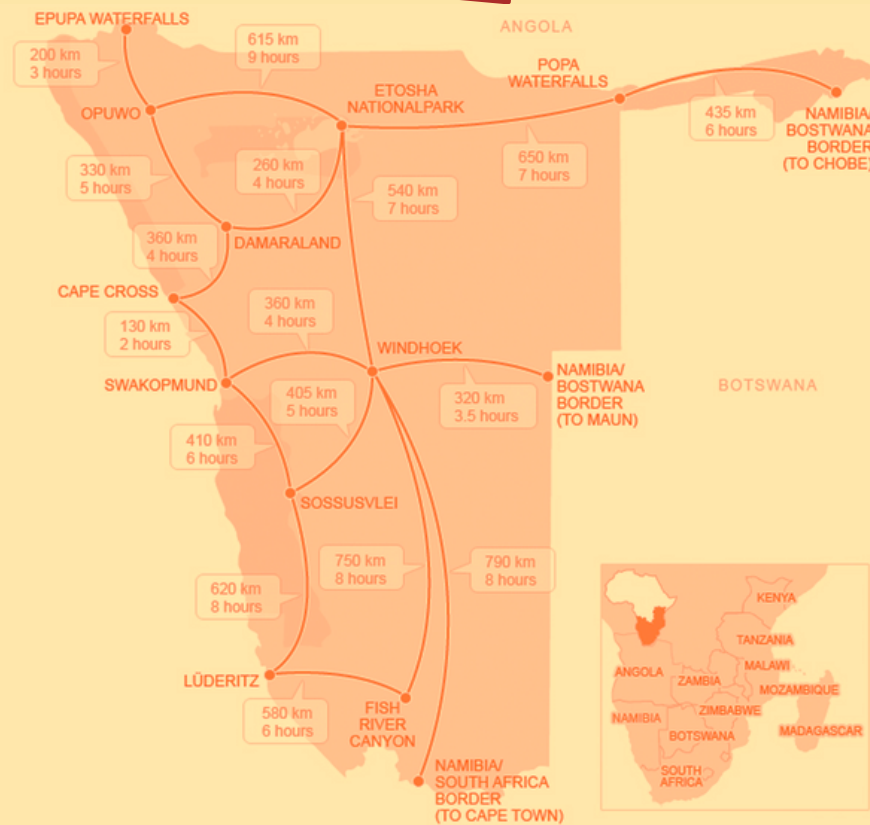 EPUPA WATERFALLS
ANGOLA
200 km
3 hours
615 km
9 hours
POPA
WATERFALLS
OPUWO
ETOSHA
NATIONALPARK
435 km
6 hours
NAMIBIA/
BOSTWANA
BORDER
(TO CHOBE)
330 km
5 hours
260 km
4 hours
540 km
7 hours
650 km
7 hours
DAMARALAND
360 km
4 hours
CAPE CROSS
130 km
2 hours
360 km
4 hours
WINDHOEK
SWAKOPMUND
405 km
5 hours
320 km
3.5 hours
NAMIBIA/
BOSTWANA
BORDER
(TO MAUN)
BOTSWANA
410 km
6 hours
SOSSUSVLEI
750 km
8 hours
790 km
8 hours
620 km
8 hours
LÜDERITZ
580 km
6 hours
FISH
RIVER
CANYON
NAMIBIA/
SOUTH AFRICA
BORDER
(TO CAPE TOWN)
KENYA
TANZANIA
ANGOLA
MALAWI
ZAMBIA
MOZAMBIQUE
NAMIBIA
ZIMBABWE
BOTSWANA
MADAGASCAR
SOUTH
AFRICA